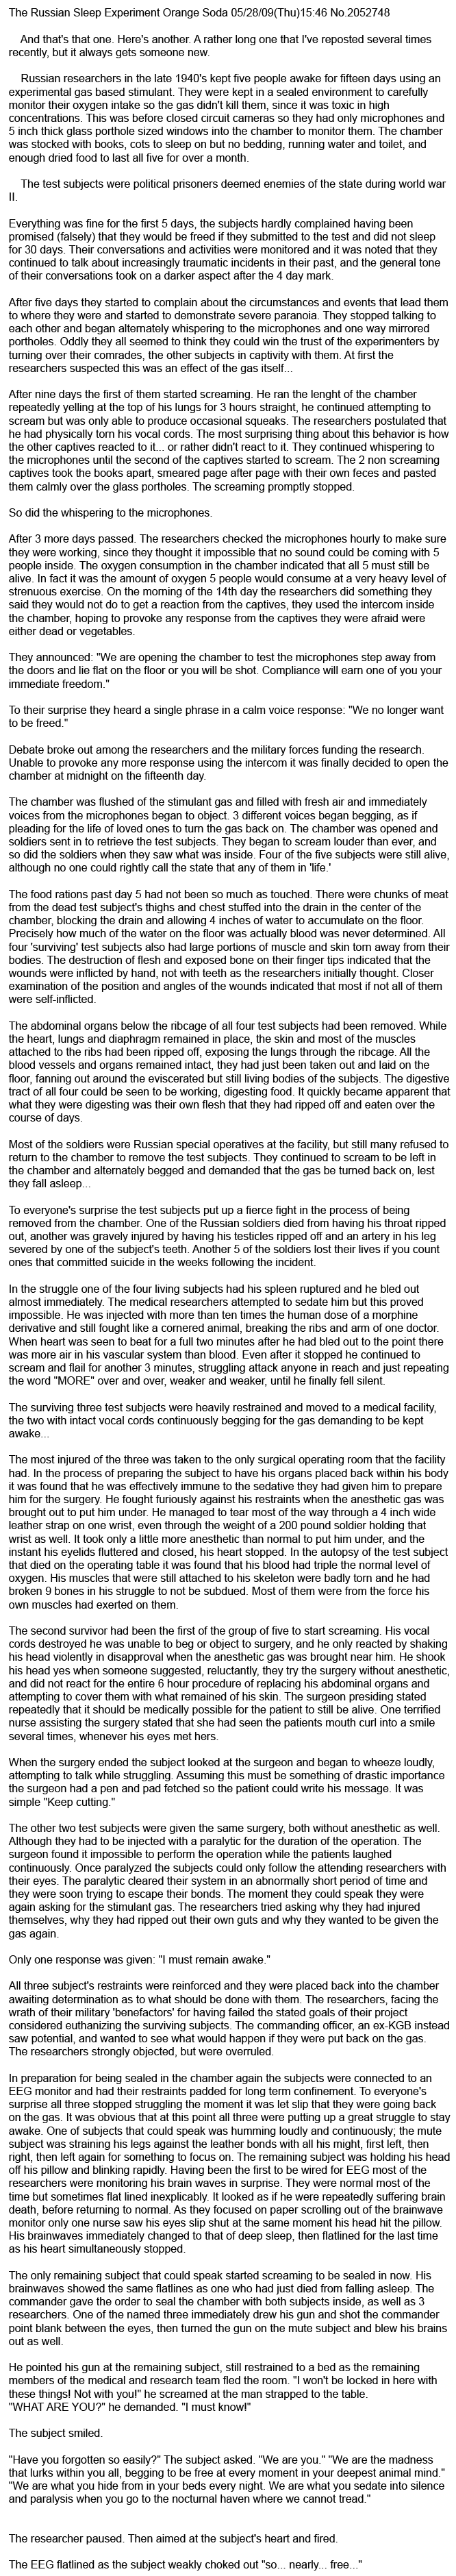 The Russian Sleep Experiment Orange Soda 05/28/09(Thu)15:46 No.2052748
And that's that one. Here's another. A rather long one that I've reposted several times
recently, but it always gets someone new.
Russian researchers in the late 1940's kept five people awake for fifteen days using an
experimental gas based stimulant. They were kept in a sealed environment to carefully
monitor their oxygen intake so the gas didn't kill them, since it was toxic in high
concentrations. This was before closed circuit cameras so they had only microphones and
5 inch thick glass porthole sized windows into the chamber to monitor them. The chamber
was stocked with books, cots to sleep on but no bedding, running water and toilet, and
enough dried food to last all five for over a month.
The test subjects were political prisoners deemed enemies of the state during world war
II.
Everything was fine for the first 5 days, the subjects hardly complained having been
promised (falsely) that they would be freed if they submitted to the test and did not sleep
for 30 days. Their conversations and activities were monitored and it was noted that they
continued to talk about increasingly traumatic incidents in their past, and the general tone
of their conversations took on a darker aspect after the 4 day mark.
After five days they started to complain about the circumstances and events that lead them
to where they were and started to demonstrate severe paranoia. They stopped talking to
each other and began alternately whispering to the microphones and one way mirrored
portholes. Oddly they all seemed to think they could win the trust of the experimenters by
turning over their comrades, the other subjects in captivity with them. At first the
researchers suspected this was an effect of the gas itself...
After nine days the first of them started screaming. He ran the lenght of the chamber
repeatedly yelling at the top of his lungs for 3 hours straight, he continued attempting to
scream but was only able to produce occasional squeaks. The researchers postulated that
he had physically torn his vocal cords. The most surprising thing about this behavior is how
the other captives reacted to it... or rather didn't react to it. They continued whispering to
the microphones until the second of the captives started to scream. The 2 non screaming
captives took the books apart, smeared page after page with their own feces and pasted
them calmly over the glass portholes. The screaming promptly stopped.
So did the whispering to the microphones.
After 3 more days passed. The researchers checked the microphones hourly to make sure
they were working, since they thought it impossible that no sound could be coming with 5
people inside. The oxygen consumption in the chamber indicated that all 5 must still be
alive. In fact it was the amount of oxygen 5 people would consume at a very heavy level of
strenuous exercise. On the morning of the 14th day the researchers did something they
said they would not do to get a reaction from the captives, they used the intercom inside
the chamber, hoping to provoke any response from the captives they were afraid were
either dead or vegetables.
They announced: "We are opening the chamber to test the microphones step away from
the doors and lie flat on the floor or you will be shot. Compliance will earn one of you your
immediate freedom."
To their surprise they heard a single phrase in a calm voice response: "We no longer want
to be freed."
Debate broke out among the researchers and the military forces funding the research.
Unable to provoke any more response using the intercom it was finally decided to open the
chamber at midnight on the fifteenth day.
The chamber was flushed of the stimulant gas and filled with fresh air and immediately
voices from the microphones began to object. 3 different voices began begging, as if
pleading for the life of loved ones to turn the gas back on. The chamber was opened and
soldiers sent in to retrieve the test subjects. They began to scream louder than ever, and
so did the soldiers when they saw what was inside. Four of the five subjects were still alive,
although no one could rightly call the state that any of them in 'life.'
The food rations past day 5 had not been so much as touched. There were chunks of meat
from the dead test subject's thighs and chest stuffed into the drain in the center of the
chamber, blocking the drain and allowing 4 inches of water to accumulate on the floor.
Precisely how much of the water on the floor was actually blood was never determined. All
four 'surviving' test subjects also had large portions of muscle and skin torn away from their
bodies. The destruction of flesh and exposed bone on their finger tips indicated that the
wounds were inflicted by hand, not with teeth as the researchers initially thought. Closer
examination of the position and angles of the wounds indicated that most if not all of them
were self-inflicted.
The abdominal organs below the ribcage of all four test subjects had been removed. While
the heart, lungs and diaphragm remained in place, the skin and most of the muscles
attached to the ribs had been ripped off, exposing the lungs through the ribcage. All the
blood vessels and organs remained intact, they had just been taken out and laid on the
floor, fanning out around the eviscerated but still living bodies of the subjects. The digestive
tract of all four could be seen to be working, digesting food. It quickly became apparent that
what they were digesting was their own flesh that they had ripped off and eaten over the
course of days.
Most of the soldiers were Russian special operatives at the facility, but still many refused to
return to the chamber to remove the test subjects. They continued to scream to be left in
the chamber and alternately begged and demanded that the gas be turned back on, lest
they fall asleep...
To everyone's surprise the test subjects put up a fierce fight in the process of being
removed from the chamber. One of the Russian soldiers died from having his throat ripped
out, another was gravely injured by having his testicles ripped off and an artery in his leg
severed by one of the subject's teeth. Another 5 of the soldiers lost their lives if you count
ones that committed suicide in the weeks following the incident.
In the struggle one of the four living subjects had his spleen ruptured and he bled out
almost immediately. The medical researchers attempted to sedate him but this proved
impossible. He was injected with more than ten times the human dose of a morphine
derivative and still fought like a cornered animal, breaking the ribs and arm of one doctor.
When heart was seen to beat for a full two minutes after he had bled out to the point there
was more air in his vascular system than blood. Even after it stopped he continued to
scream and flail for another 3 minutes, struggling attack anyone in reach and just repeating
the word "MORE" over and over, weaker and weaker, until he finally fell silent.
The surviving three test subjects were heavily restrained and moved to a medical facility,
the two with intact vocal cords continuously begging for the gas demanding to be kept
awake...
The most injured of the three was taken to the only surgical operating room that the facility
had. In the process of preparing the subject to have his organs placed back within his body
it was found that he was effectively immune to the sedative they had given him to prepare
him for the surgery. He fought furiously against his restraints when the anesthetic gas was
brought out to put him under. He managed to tear most of the way through a 4 inch wide
leather strap on one wrist, even through the weight of a 200 pound soldier holding that
wrist as well. It took only a little more anesthetic than normal to put him under, and the
instant his eyelids fluttered and closed, his heart stopped. In the autopsy of the test subject
that died on the operating table it was found that his blood had triple the normal level of
oxygen. His muscles that were still attached to his skeleton were badly torn and he had
broken 9 bones in his struggle to not be subdued. Most of them were from the force his
own muscles had exerted on them.
The second survivor had been the first of the group of five to start screaming. His vocal
cords destroyed he was unable to beg or object to surgery, and he only reacted by shaking
his head violently in disapproval when the anesthetic gas was brought near him. He shook
his head yes when someone suggested, reluctantly, they try the surgery without anesthetic,
and did not react for the entire 6 hour procedure of replacing his abdominal organs and
attempting to cover them with what remained of his skin. The surgeon presiding stated
repeatedly that it should be medically possible for the patient to still be alive. One terrified
nurse assisting the surgery stated that she had seen the patients mouth curl into a smile
several times, whenever his eyes met hers.
When the surgery ended the subject looked at the surgeon and began to wheeze loudly,
attempting to talk while struggling. Assuming this must be something of drastic importance
the surgeon had a pen and pad fetched so the patient could write his message. It was
simple "Keep cutting."
The other two test subjects were given the same surgery, both without anesthetic as well.
Although they had to be injected with a paralytic for the duration of the operation. The
surgeon found it impossible to perform the operation while the patients laughed
continuously. Once paralyzed the subjects could only follow the attending researchers with
their eyes. The paralytic cleared their system in an abnormally short period of time and
they were soon trying to escape their bonds. The moment they could speak they were
again asking for the stimulant gas. The researchers tried asking why they had injured
themselves, why they had ripped out their own guts and why they wanted to be given the
gas again.
Only one response was given: "I must remain awake."
All three subject's restraints were reinforced and they were placed back into the chamber
awaiting determination as to what should be done with them. The researchers, facing the
wrath of their military 'benefactors' for having failed the stated goals of their project
considered euthanizing the surviving subjects. The commanding officer, an ex-KGB instead
saw potential, and wanted to see what would happen if they were put back on the gas.
The researchers strongly objected, but were overruled.
In preparation for being sealed in the chamber again the subjects were connected to an
EEG monitor and had their restraints padded for long term confinement. To everyone's
surprise all three stopped struggling the moment it was let slip that they were going back
on the gas. It was obvious that at this point all three were putting up a great struggle to stay
awake. One of subjects that could speak was humming loudly and continuously; the mute
subject was straining his legs against the leather bonds with all his might, first left, then
right, then left again for something to focus on. The remaining subject was holding his head
off his pillow and blinking rapidly. Having been the first to be wired for EEG most of the
researchers were monitoring his brain waves in surprise. They were normal most of the
time but sometimes flat lined inexplicably. It looked as if he were repeatedly suffering brain
death, before returning to normal. As they focused on paper scrolling out of the brainwave
monitor only one nurse saw his eyes slip shut at the same moment his head hit the pillow.
His brainwaves immediately changed to that of deep sleep, then flatlined for the last time
as his heart simultaneously stopped.
The only remaining subject that could speak started screaming to be sealed in now. His
brainwaves showed the same flatlines as one who had just died from falling asleep. The
commander gave the order to seal the chamber with both subjects inside, as well as 3
researchers. One of the named three immediately drew his gun and shot the commander
point blank between the eyes, then turned the gun on the mute subject and blew his brains
out as well.
He pointed his gun at the remaining subject, still restrained to a bed as the remaining
members of the medical and research team fled the room. "I won't be locked in here with
these things! Not with you!" he screamed at the man strapped to the table.
"WHAT ARE YOU?" he demanded. "I must know!"
The subject smiled.
"Have you forgotten so easily?" The subject asked. "We are you." "We are the madness
that lurks within you all, begging to be free at every moment in your deepest animal mind."
"We are what you hide from in your beds every night. We are what you sedate into silence
and paralysis when you go to the nocturnal haven where we cannot tread."
The researcher paused. Then aimed at the subject's heart and fired.
The EEG flatlined as the subject weakly choked out "so... nearly... free..."